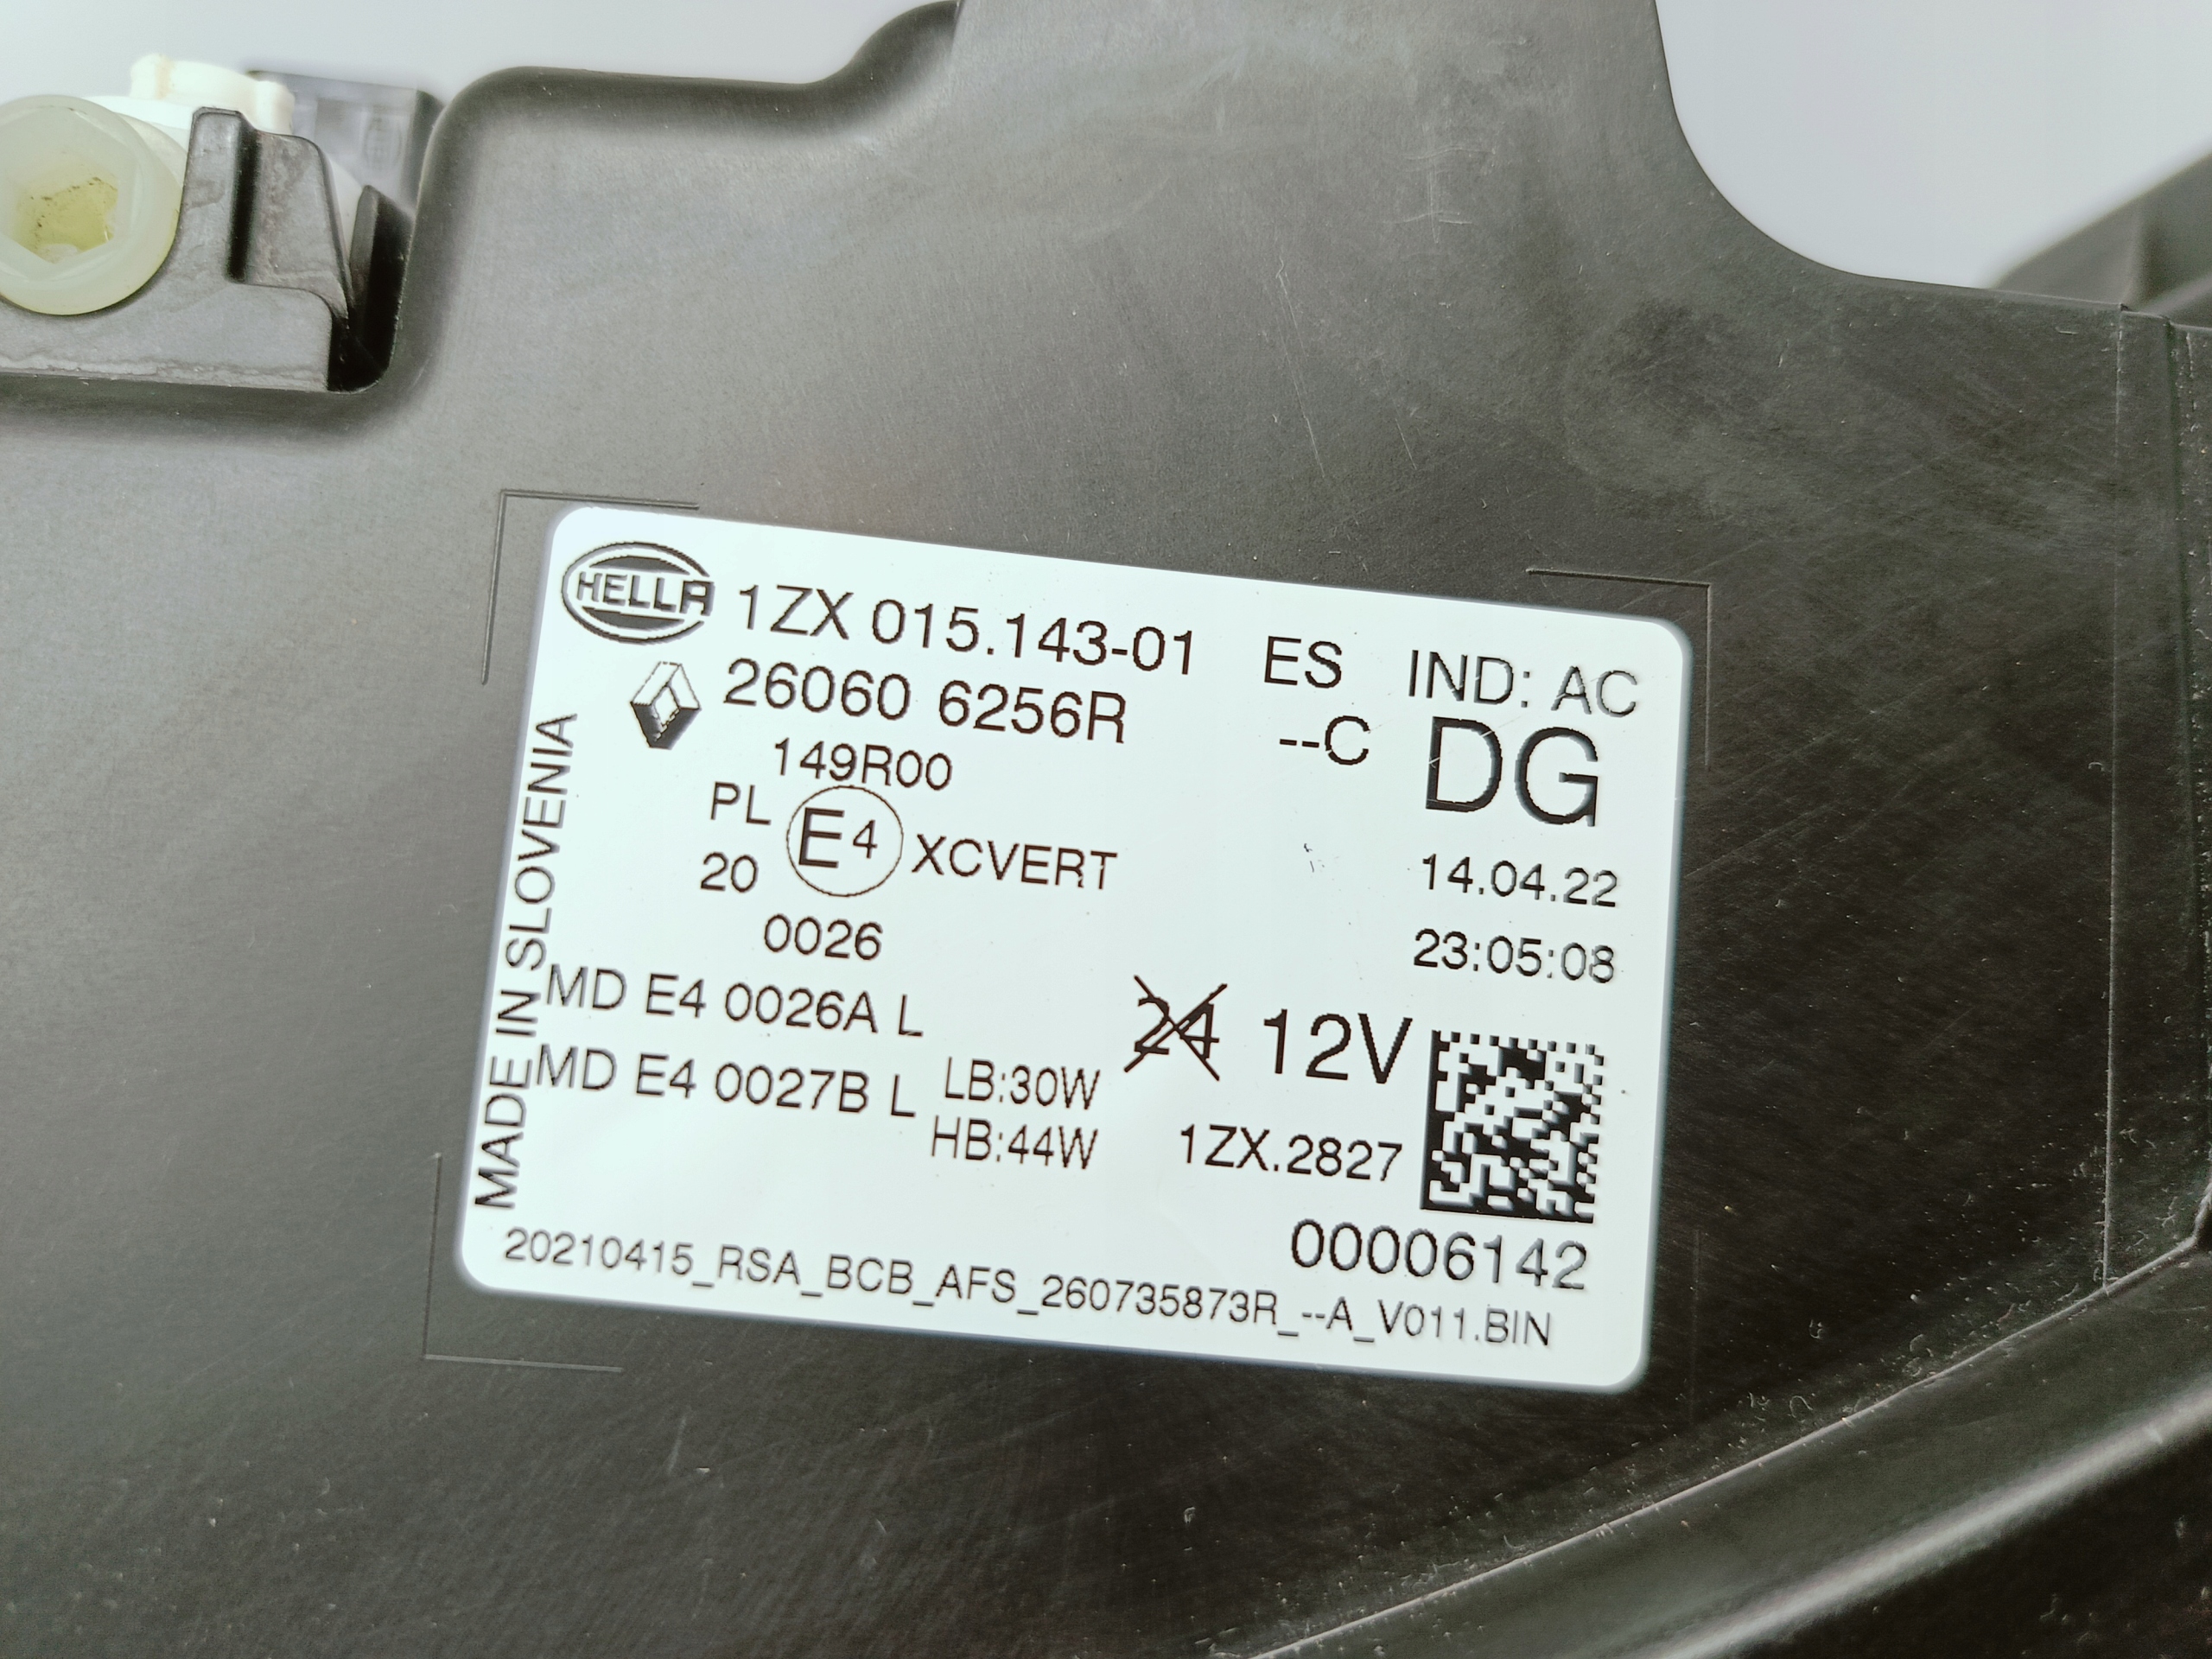 HELLA 1ZX 015.143-01 ES IND: AC
26060 6256R --C DG
149R00
PL E4 XCVERT 14.04.22
20
0026 23:05:08
MD E4 0026A L 24 12V
MD E4 0027B L LB:30W
HB:44W 1ZX.2827
00006142
20210415_RSA_BCB_AFS_260735873R_--A_V011.BIN
MADE IN SLOVENIA